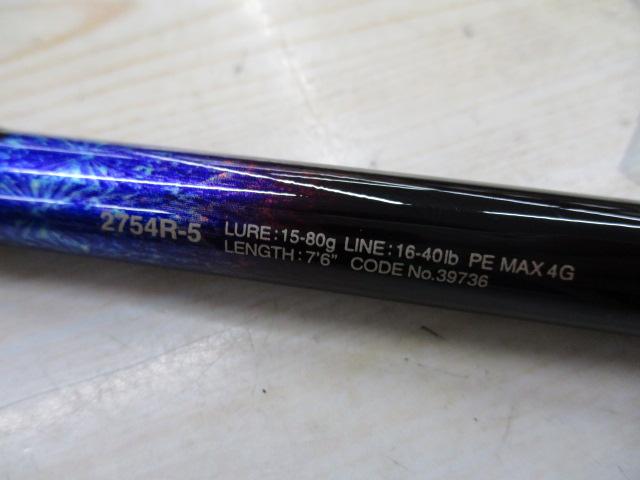 2754R-5 LURE:15-80g LINE:16-40lb PE MAX 4G
LENGTH:7'6" CODE No.39736